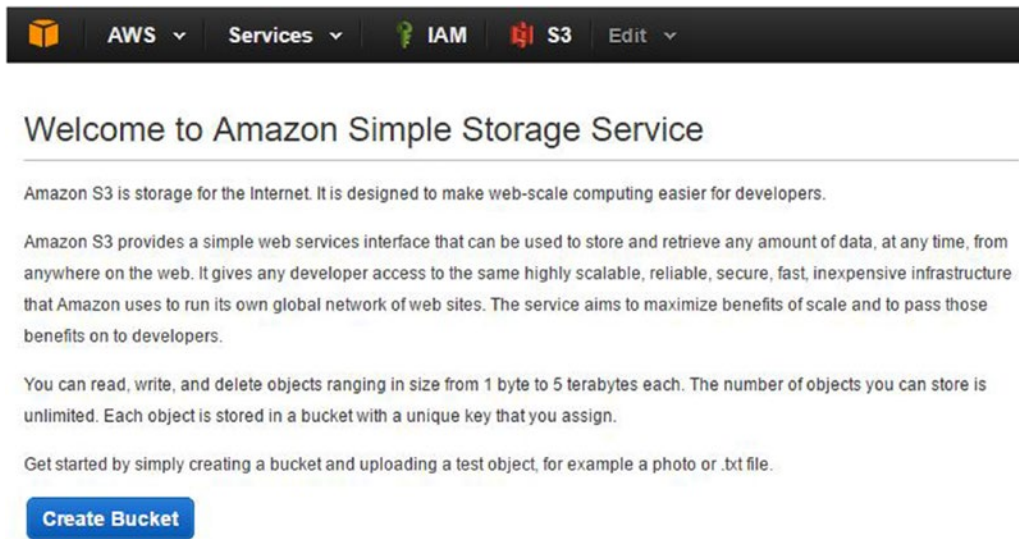 AWS Services IAM S3 Edit
Welcome to Amazon Simple Storage Service
Amazon S3 is storage for the Internet. It is designed to make web-scale computing easier for developers.
Amazon S3 provides a simple web services interface that can be used to store and retrieve any amount of data, at any time, from
anywhere on the web. It gives any developer access to the same highly scalable, reliable, secure, fast, inexpensive infrastructure
that Amazon uses to run its own global network of web sites. The service aims to maximize benefits of scale and to pass those
benefits on to developers.
You can read, write, and delete objects ranging in size from 1 byte to 5 terabytes each. The number of objects you can store is
unlimited. Each object is stored in a bucket with a unique key that you assign.
Get started by simply creating a bucket and uploading a test object, for example a photo or .txt file.
Create Bucket